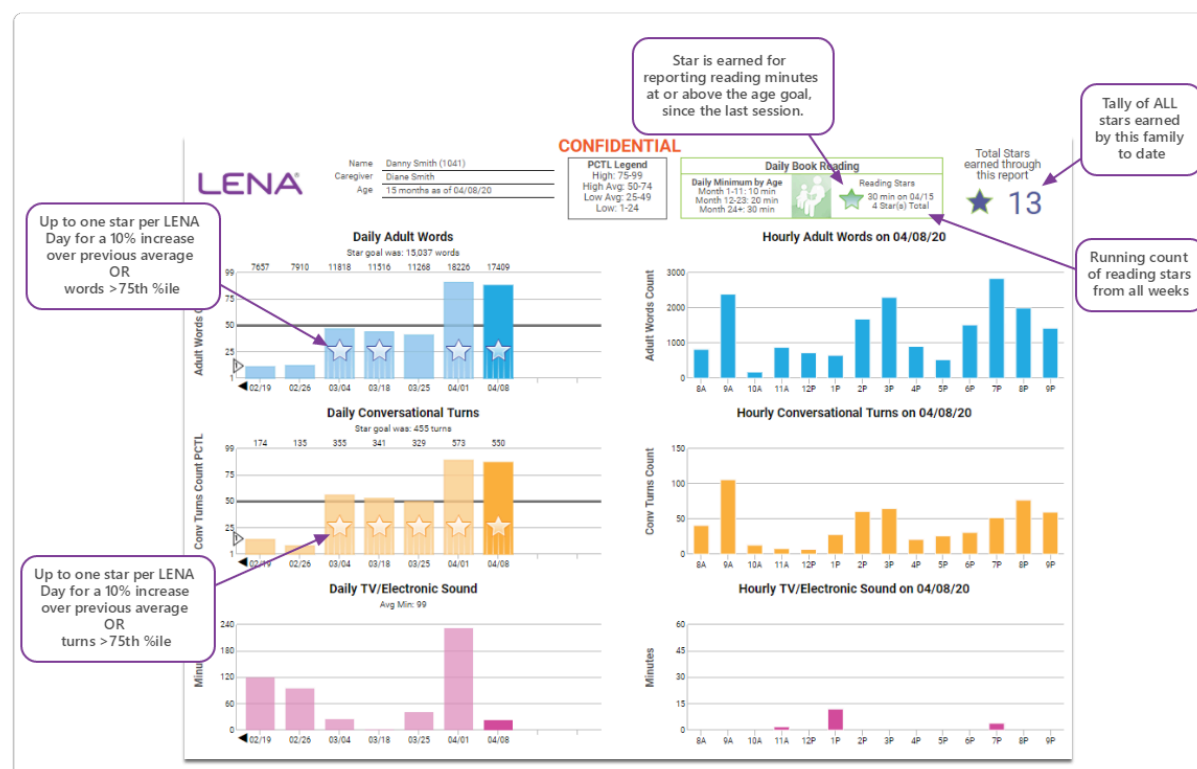 Star is earned for
reporting reading minutes
at or above the age goal,
since the last session.
Tally of ALL
stars earned
by this family
to date
CONFIDENTIAL
LENA
Name Danny Smith (1041)
Caregiver Diane Smith
Age 15 months as of 04/08/20
PCTL Legend
High: 75-99
High Avg: 50-74
Low Avg: 25-49
Low: 1-24
Daily Book Reading
Daily Minimum by Age
Month 1-11: 10 min
Month 12-23: 20 min
Month 24+: 30 min
Reading Stars
30 min on 04/15
4 Star(s) Total
Total Stars
earned through
this report
13
Up to one star per LENA
Day for a 10% increase
over previous average
OR
words >75th %ile
Running count
of reading stars
from all weeks
Daily Adult Words
Star goal was: 15,037 words
7657 7910 11818 11516 11268 18226 17409
Adult Words
99
75
50
25
1
02/19 02/26 03/04 03/18 03/25 04/01 04/08
Hourly Adult Words on 04/08/20
Adult Words Count
3000
2000
1000
0
8A 9A 10A 11A 12P 1P 2P 3P 4P 5P 6P 7P 8P 9P
Daily Conversational Turns
Star goal was: 455 turns
174 135 355 341 329 573 550
Conv Turns Count PCTL
99
75
50
25
1
02/19 02/26 03/04 03/18 03/25 04/01 04/08
Hourly Conversational Turns on 04/08/20
Conv Turns Count
150
100
50
0
8A 9A 10A 11A 12P 1P 2P 3P 4P 5P 6P 7P 8P 9P
Up to one star per LENA
Day for a 10% increase
over previous average
OR
turns >75th %ile
Daily TV/Electronic Sound
Avg Min: 99
240
180
120
60
0
02/19 02/26 03/04 03/18 03/25 04/01 04/08
Hourly TV/Electronic Sound on 04/08/20
Minutes
60
45
30
15
0
8A 9A 10A 11A 12P 1P 2P 3P 4P 5P 6P 7P 8P 9P